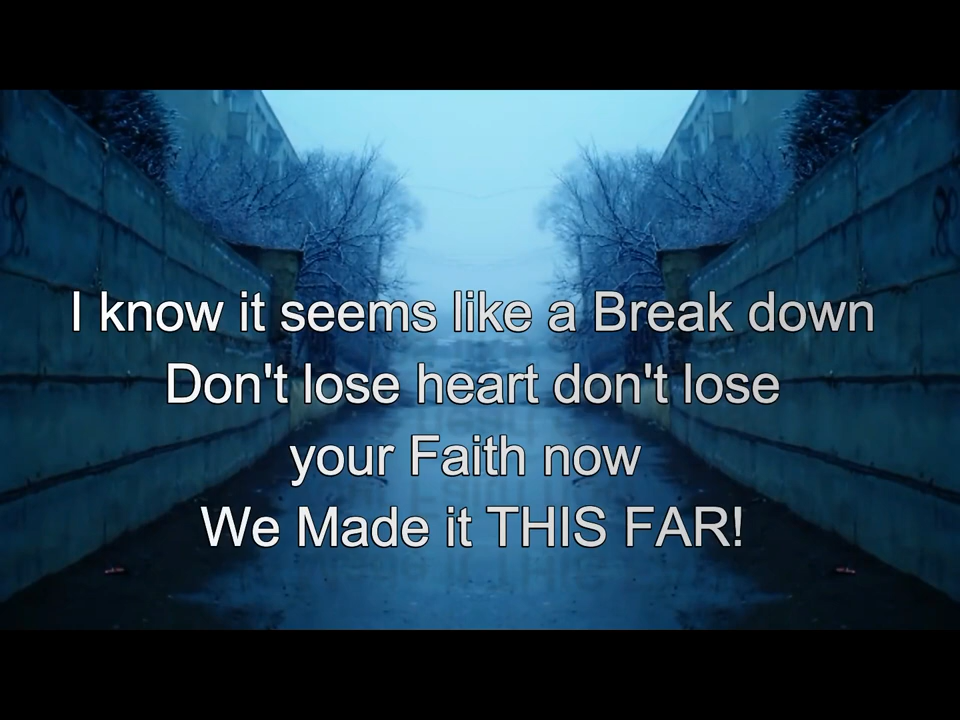 I know it seems like a Break down
Don't lose heart don't lose
your Faith now
We Made it THIS FAR!